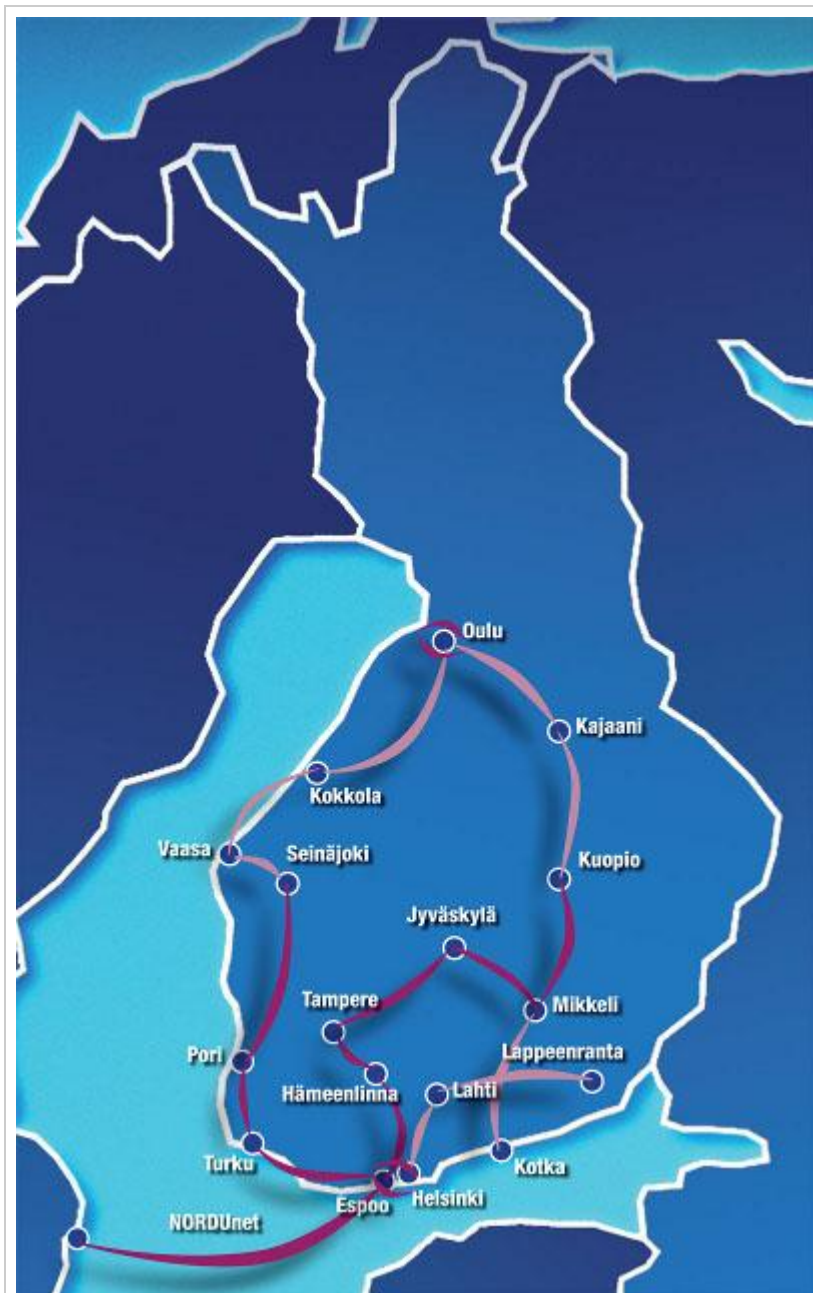 Oulu
Kajaani
Kokkola
Vaasa
Seinäjoki
Kuopio
Jyväskylä
Tampere
Mikkeli
Pori
Lappeenranta
Hämeenlinna
Lahti
Turku
Kotka
Helsinki
Espoo
NORDUnet